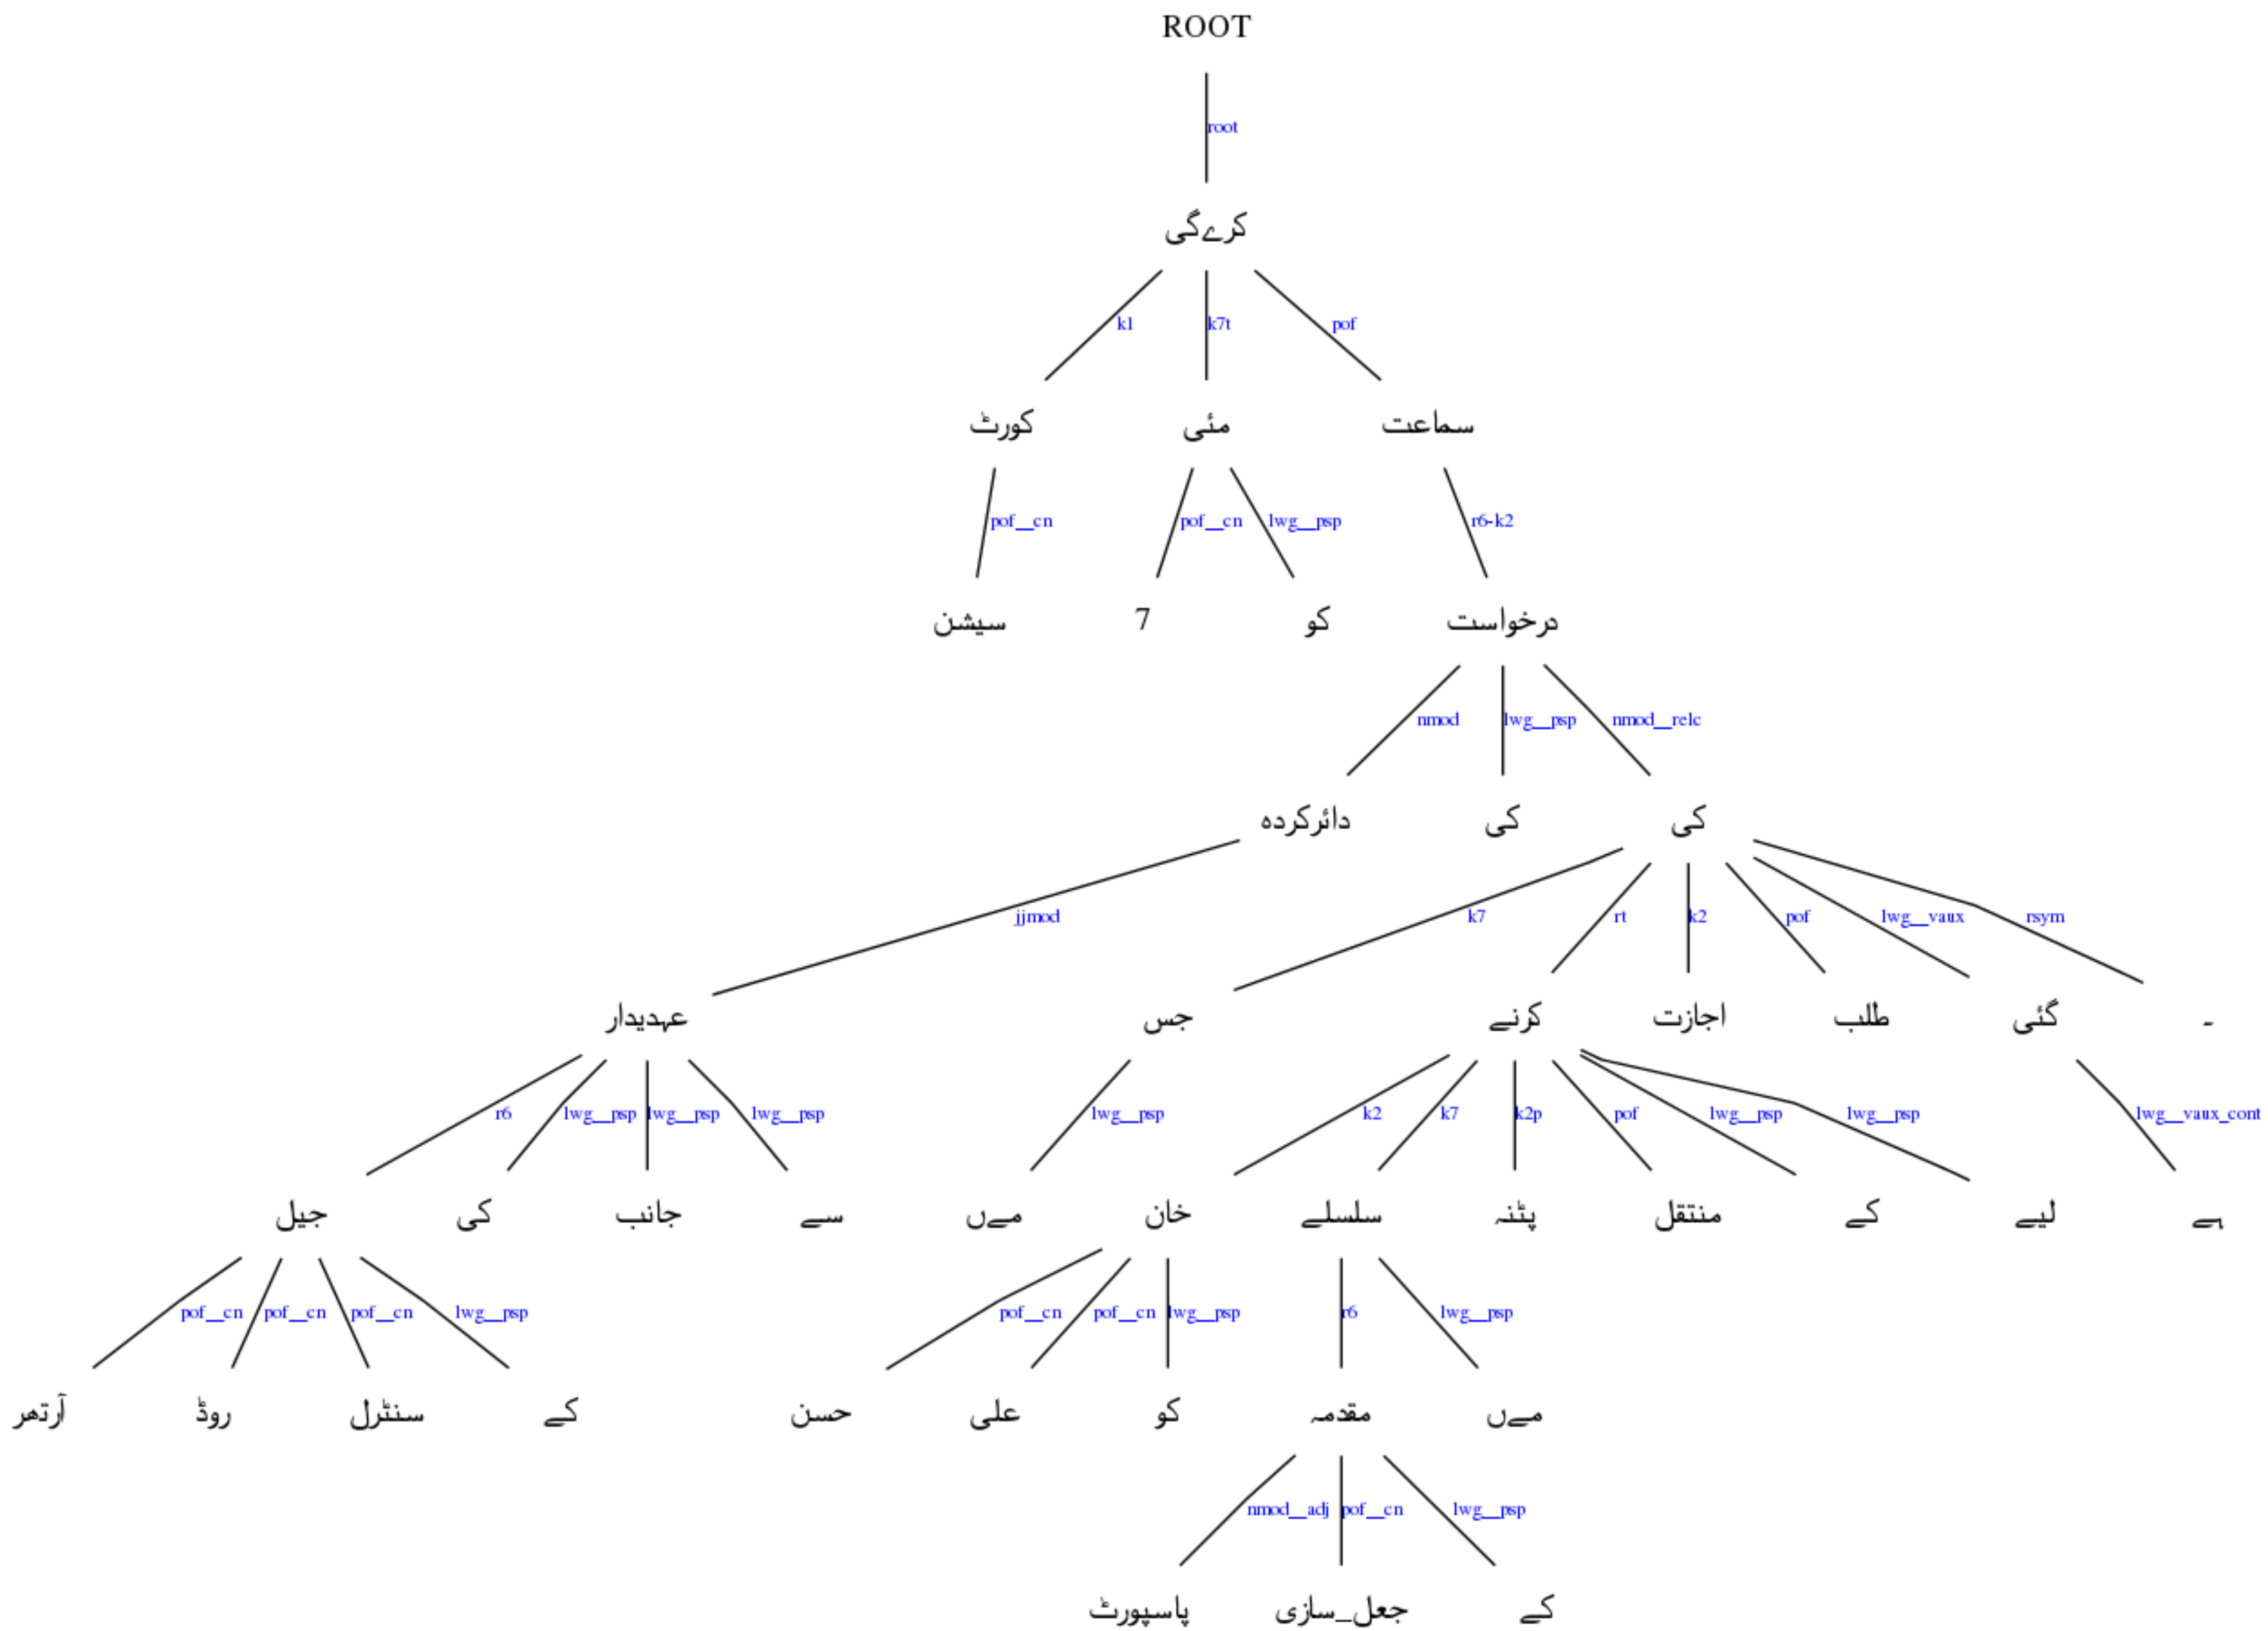 ROOT
root
کرےگی
k1 k7t pof
کورٹ مئی سماعت
pof__cn pof__cn lwg__psp r6-k2
سیشن 7 کو درخواست
nmod lwg__psp nmod__relc
دائرکردہ کی کی
jjmod k7 rt k2 pof lwg__vaux rsym
عہدیدار جس کرنے اجازت طلب گئی ۔
r6 lwg__psp lwg__psp lwg__psp lwg__psp k2 k7 k2p pof lwg__psp lwg__psp lwg__vaux_cont
جیل کی جانب سے مےں خان سلسلے پٹنہ منتقل کے لیے ہے
pof__cn pof__cn pof__cn lwg__psp pof__cn pof__cn lwg__psp r6 lwg__psp
آرتھر روڈ سنٹرل کے حسن علی کو مقدمہ مےں
nmod__adj pof__cn lwg__psp
پاسپورٹ جعل_سازی کے